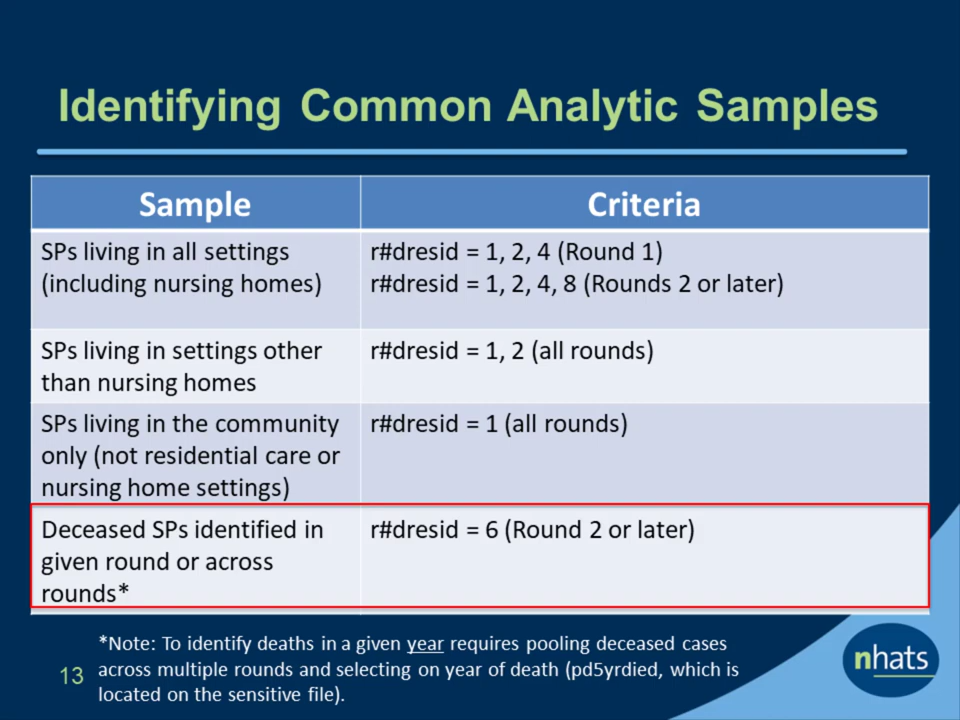 Identifying Common Analytic Samples
Sample
Criteria
SPs living in all settings
(including nursing homes)
r#dresid = 1, 2, 4 (Round 1)
r#dresid = 1, 2, 4, 8 (Rounds 2 or later)
SPs living in settings other
than nursing homes
r#dresid = 1, 2 (all rounds)
SPs living in the community
only (not residential care or
nursing home settings)
r#dresid = 1 (all rounds)
Deceased SPs identified in
given round or across
rounds*
r#dresid = 6 (Round 2 or later)
*Note: To identify deaths in a given year requires pooling deceased cases
across multiple rounds and selecting on year of death (pd5yrdied, which is
located on the sensitive file).
13
nhats